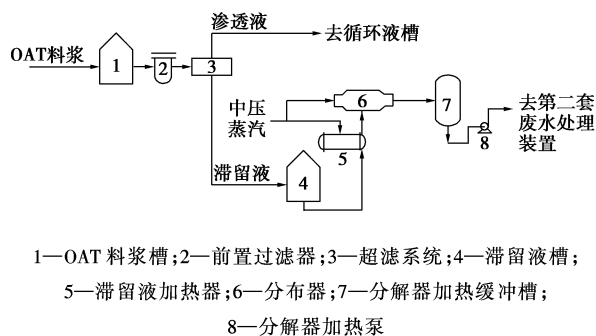 渗透液
去循环液槽
OAT料浆
1
2
3
中压
蒸汽
6
7
去第二套
废水处理
装置
8
5
滞留液
4
1—OAT 料浆槽;2—前置过滤器;3—超滤系统;4—滞留液槽;
5—滞留液加热器;6—分布器;7—分解器加热缓冲槽;
8—分解器加热泵